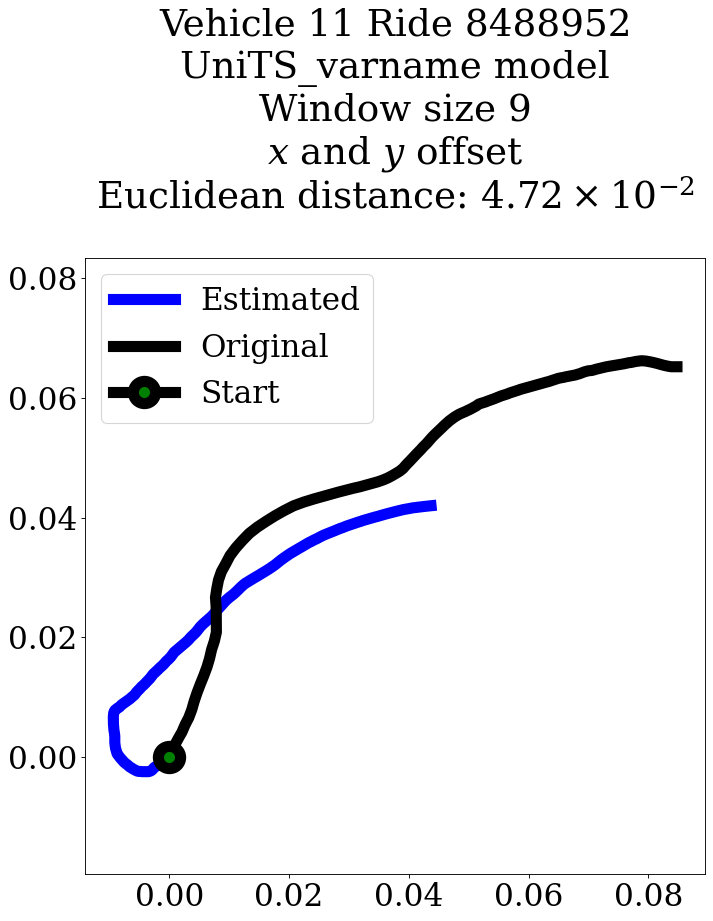 Vehicle 11 Ride 8488952
UniTS_varname model
Window size 9
x and y offset
Euclidean distance: 4.72 × 10⁻²
Estimated
Original
Start
0.08
0.06
0.04
0.02
0.00
0.00 0.02 0.04 0.06 0.08